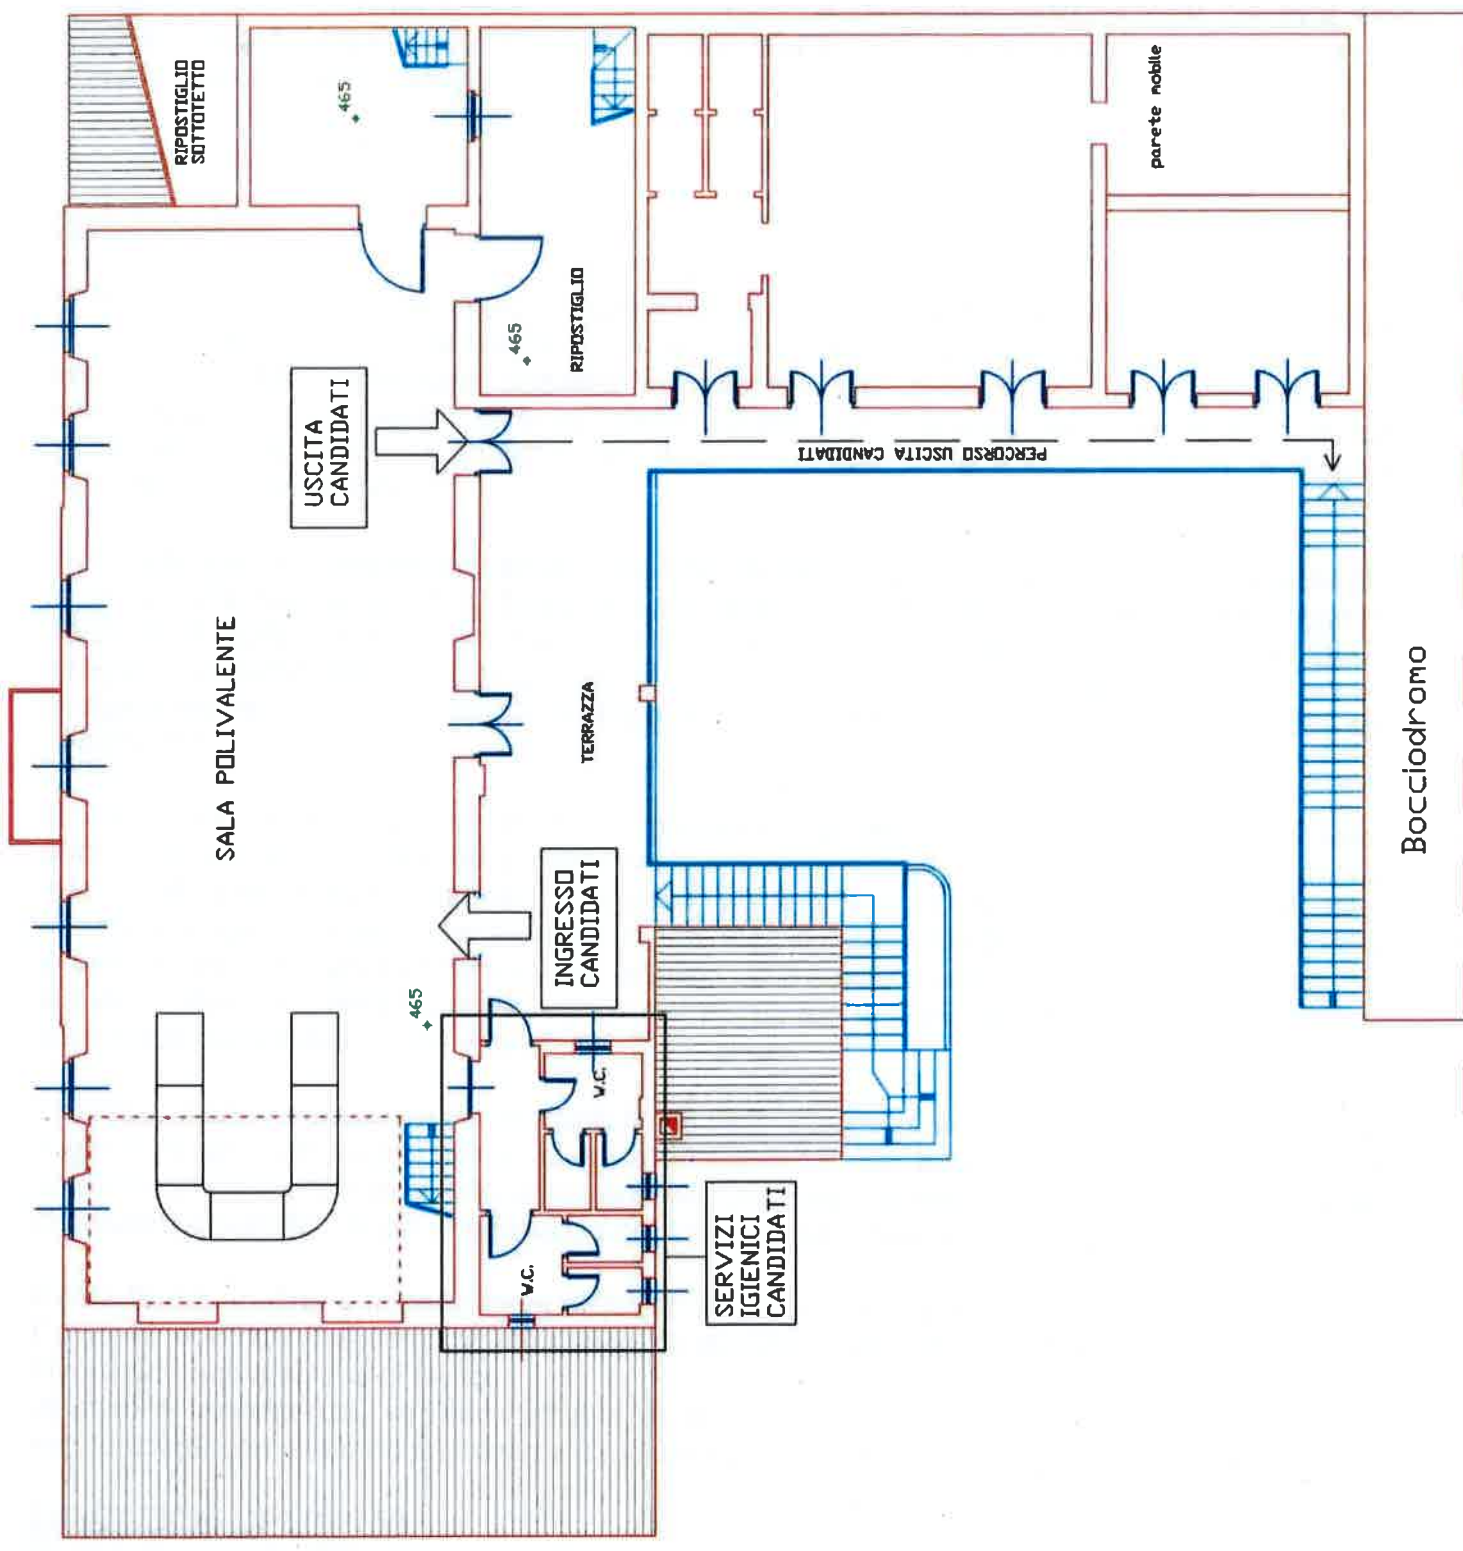 RIPOSTIGLIO
SOTTOTETTO
465
parete mobile
465
RIPOSTIGLIO
USCITA
CANDIDATI
PERCORSO USCITA CANDIDATI
SALA POLIVALENTE
TERRAZZA
Bocciodromo
INGRESSO
CANDIDATI
465
W.C.
W.C.
SERVIZI
IGIENICI
CANDIDATI